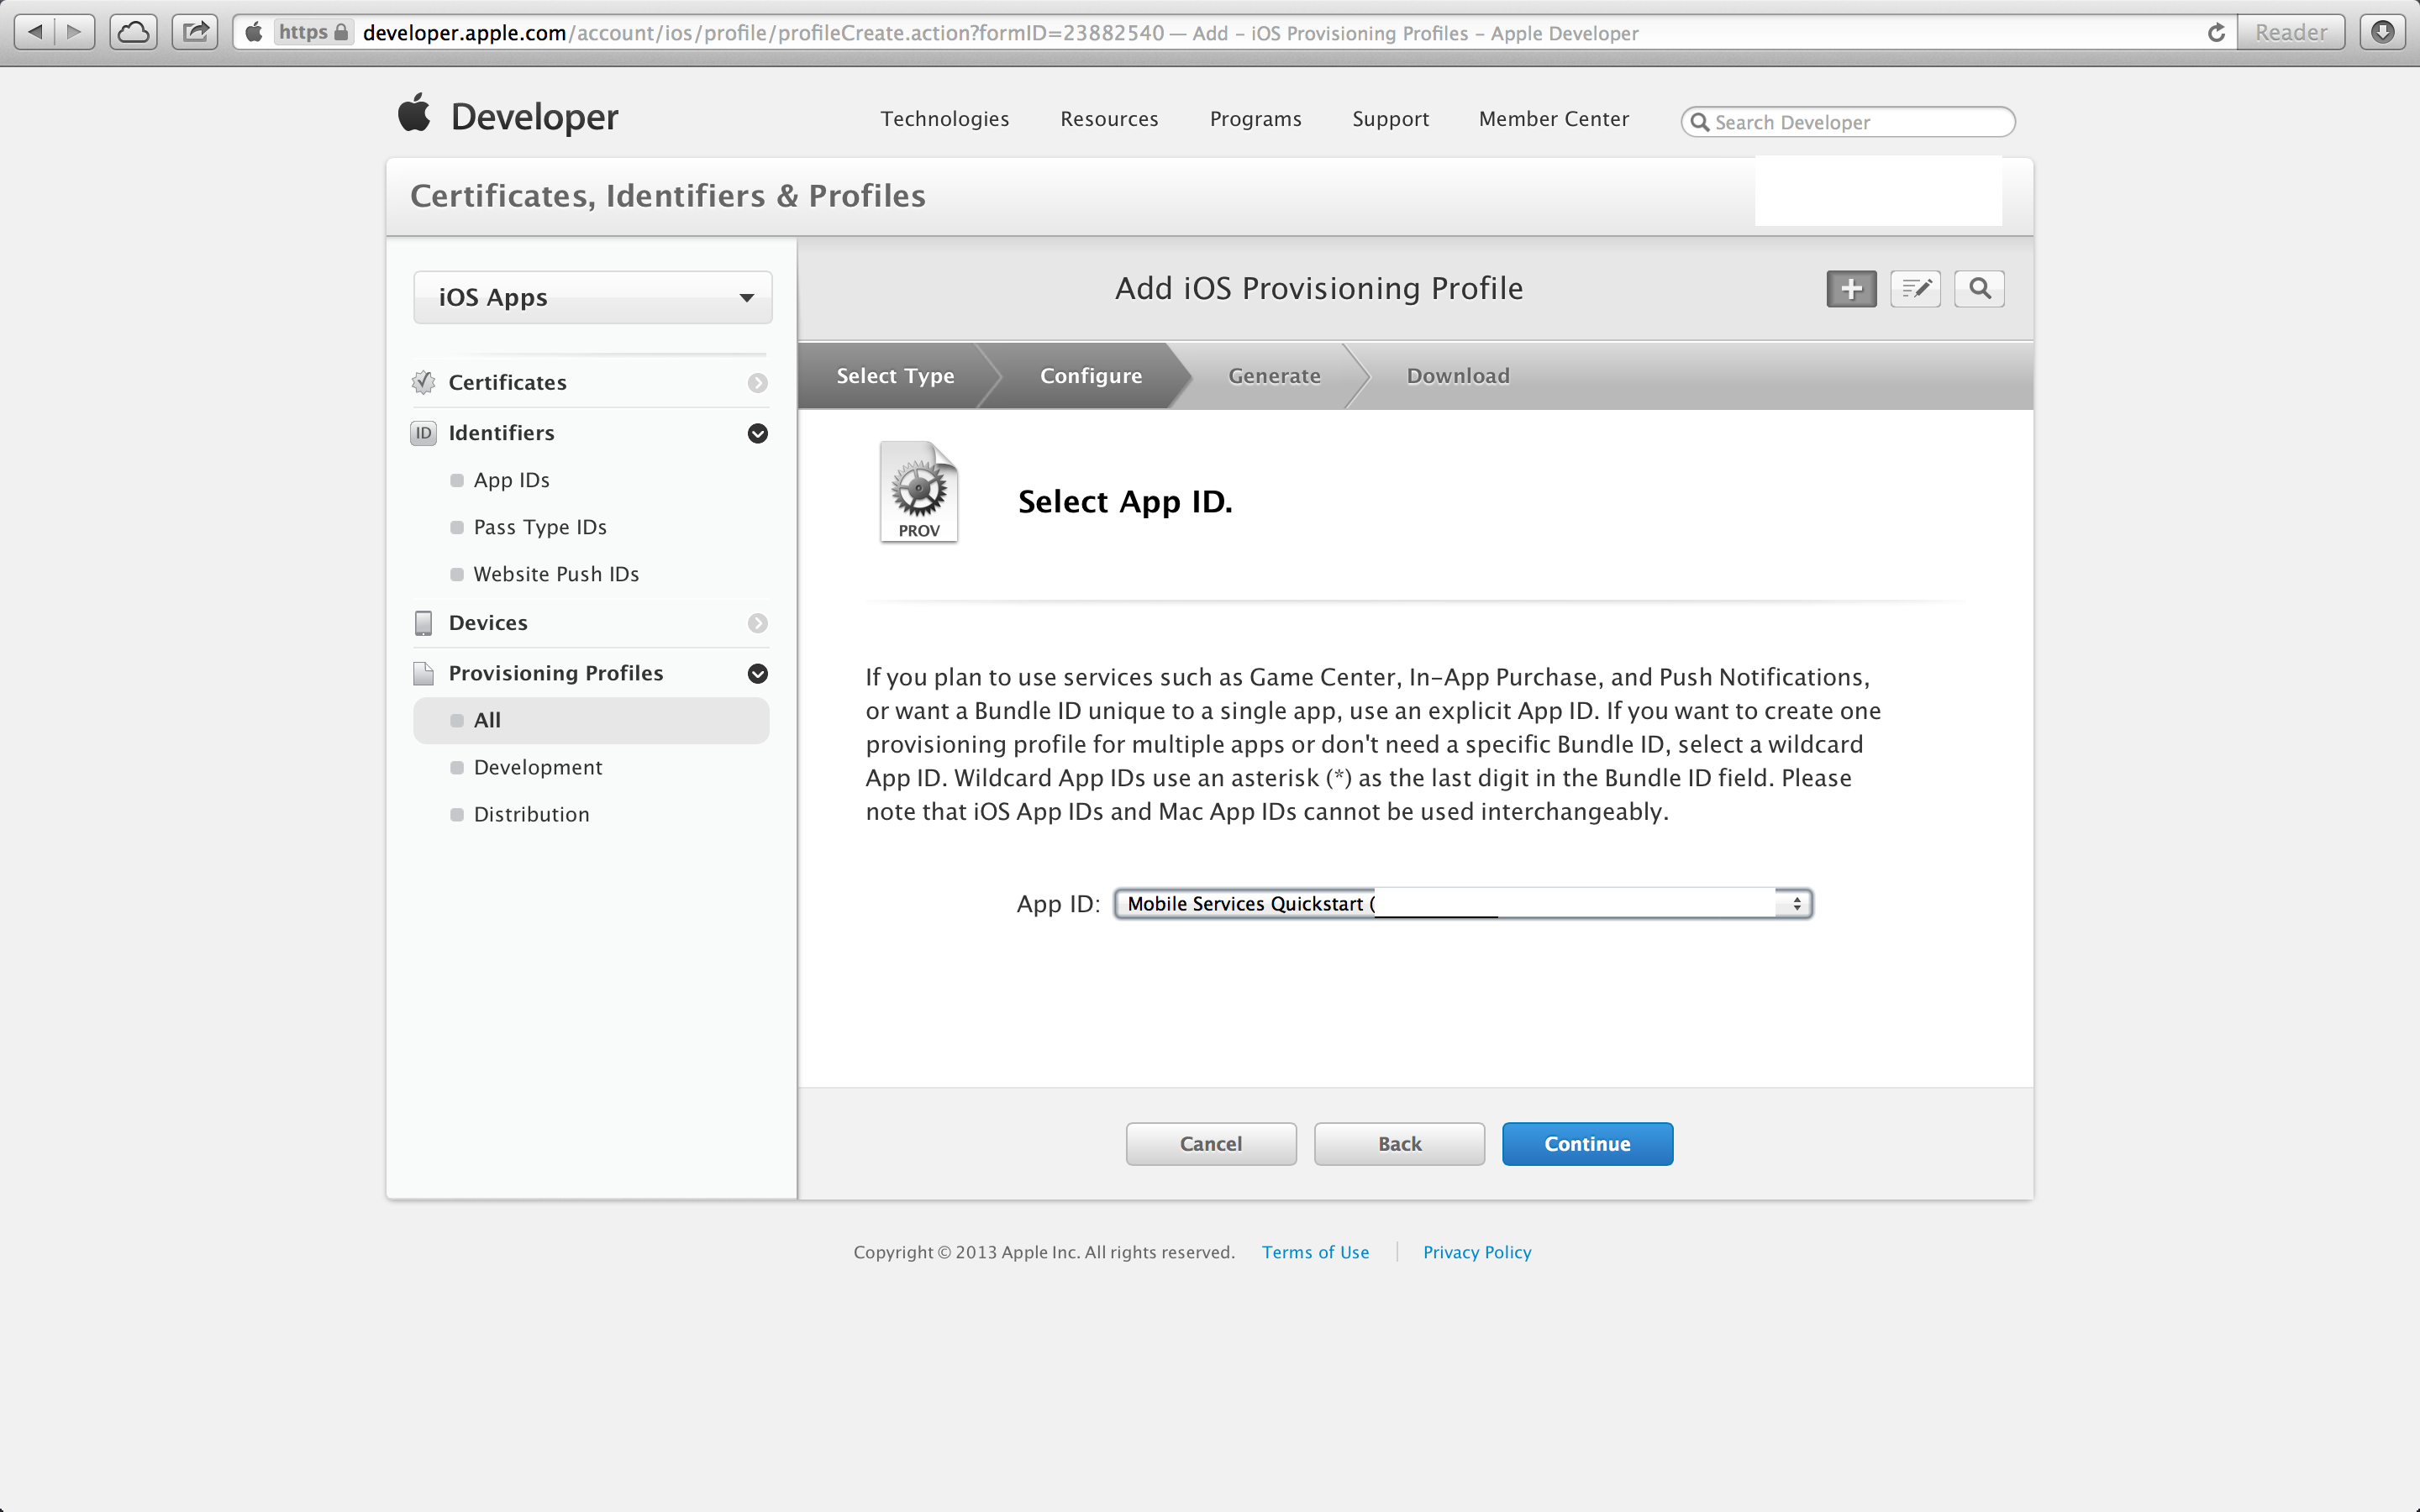 https developer.apple.com/account/ios/profile/profileCreate.action?formID=23882540 — Add - iOS Provisioning Profiles - Apple Developer
Reader
Developer
Technologies
Resources
Programs
Support
Member Center
Search Developer
Certificates, Identifiers & Profiles
iOS Apps
Certificates
ID Identifiers
App IDs
Pass Type IDs
Website Push IDs
Devices
Provisioning Profiles
All
Development
Distribution
Add iOS Provisioning Profile
Select Type
Configure
Generate
Download
PROV
Select App ID.
If you plan to use services such as Game Center, In-App Purchase, and Push Notifications,
or want a Bundle ID unique to a single app, use an explicit App ID. If you want to create one
provisioning profile for multiple apps or don't need a specific Bundle ID, select a wildcard
App ID. Wildcard App IDs use an asterisk (*) as the last digit in the Bundle ID field. Please
note that iOS App IDs and Mac App IDs cannot be used interchangeably.
App ID: Mobile Services Quickstart (
Cancel
Back
Continue
Copyright © 2013 Apple Inc. All rights reserved. Terms of Use | Privacy Policy